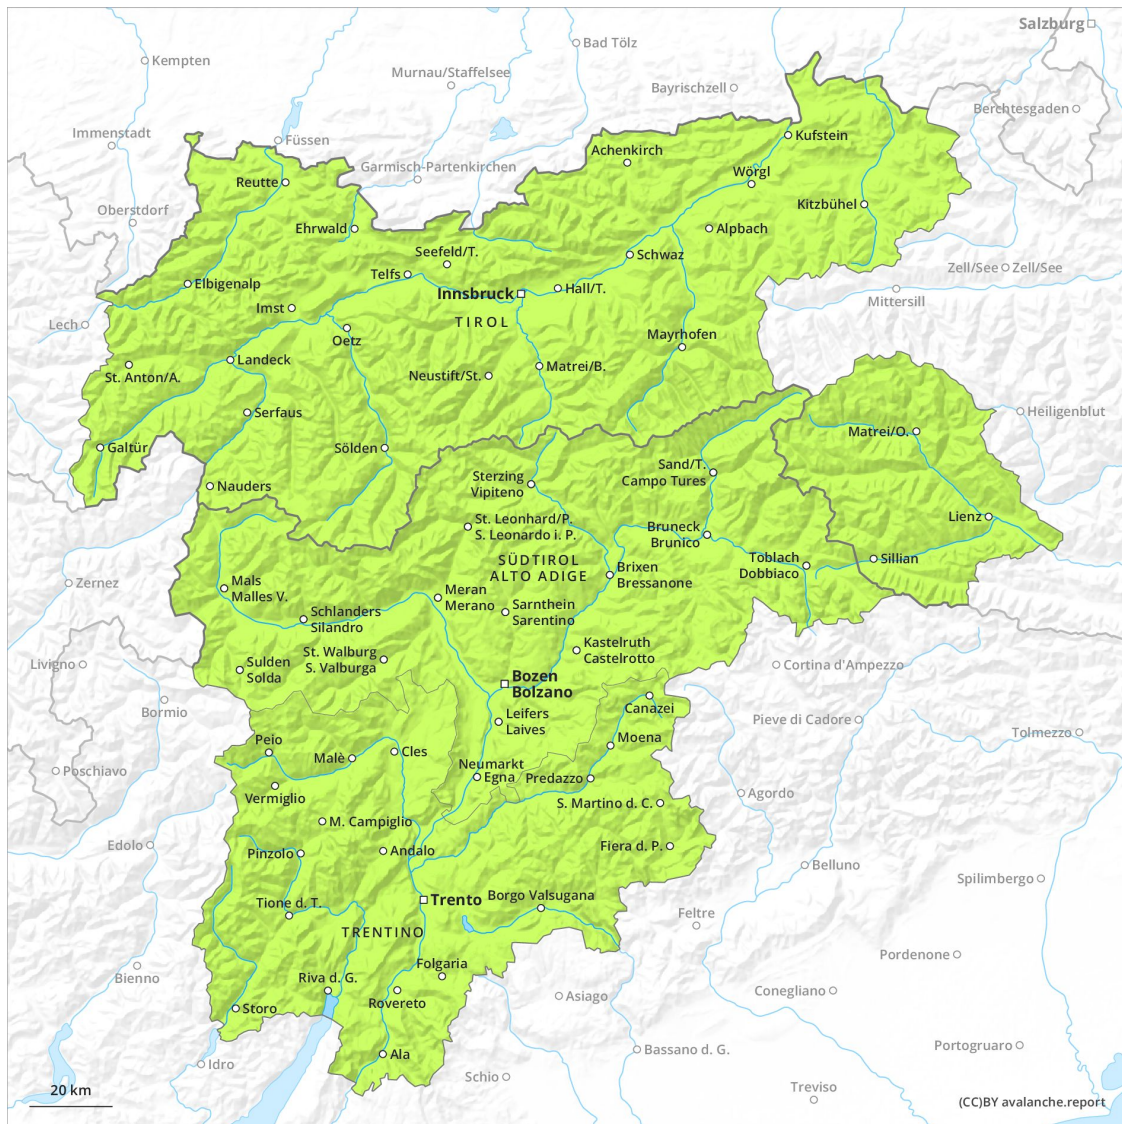 Salzburg
Bad Tölz
Kempten
Murnau/Staffelsee
Bayrischzell
Berchtesgaden
Immenstadt
Füssen
Kufstein
Achenkirch
Garmisch-Partenkirchen
Wörgl
Reutte
Kitzbühel
Oberstdorf
Ehrwald
Alpbach
Seefeld/T.
Schwaz
Telfs
Zell/See
Zell/See
Elbigenalp
Innsbruck
Hall/T.
Mittersill
Imst
TIROL
Lech
Oetz
Mayrhofen
Landeck
Matrei/B.
St. Anton/A.
Neustift/St.
Serfaus
Heiligenblut
Matrei/O.
Galtür
Sölden
Sand/T.
Campo Tures
Sterzing
Vipiteno
Nauders
Lienz
St. Leonhard/P.
S. Leonardo i. P.
Bruneck
Brunico
SÜDTIROL
ALTO ADIGE
Toblach
Dobbiaco
Sillian
Brixen
Bressanone
Zernez
Mals
Malles V.
Meran
Merano
Schlanders
Silandro
Sarnthein
Sarentino
Kastelruth
Castelrotto
St. Walburg
S. Valburga
Livigno
Sulden
Solda
Cortina d'Ampezzo
Bozen
Bolzano
Bormio
Canazei
Leifers
Laives
Pieve di Cadore
Tolmezzo
Moena
Peio
Cles
Malè
Poschiavo
Neumarkt
Egna
Predazzo
Vermiglio
Agordo
S. Martino d. C.
M. Campiglio
Edolo
Pinzolo
Andalo
Fiera d. P.
Belluno
Spilimbergo
Tione d. T.
Trento
Borgo Valsugana
Feltre
TRENTINO
Pordenone
Folgaria
Bienno
Riva d. G.
Rovereto
Asiago
Conegliano
Storo
Ala
Bassano d. G.
Portogruaro
Idro
Schio
Treviso
20 km
(CC)BY avalanche.report